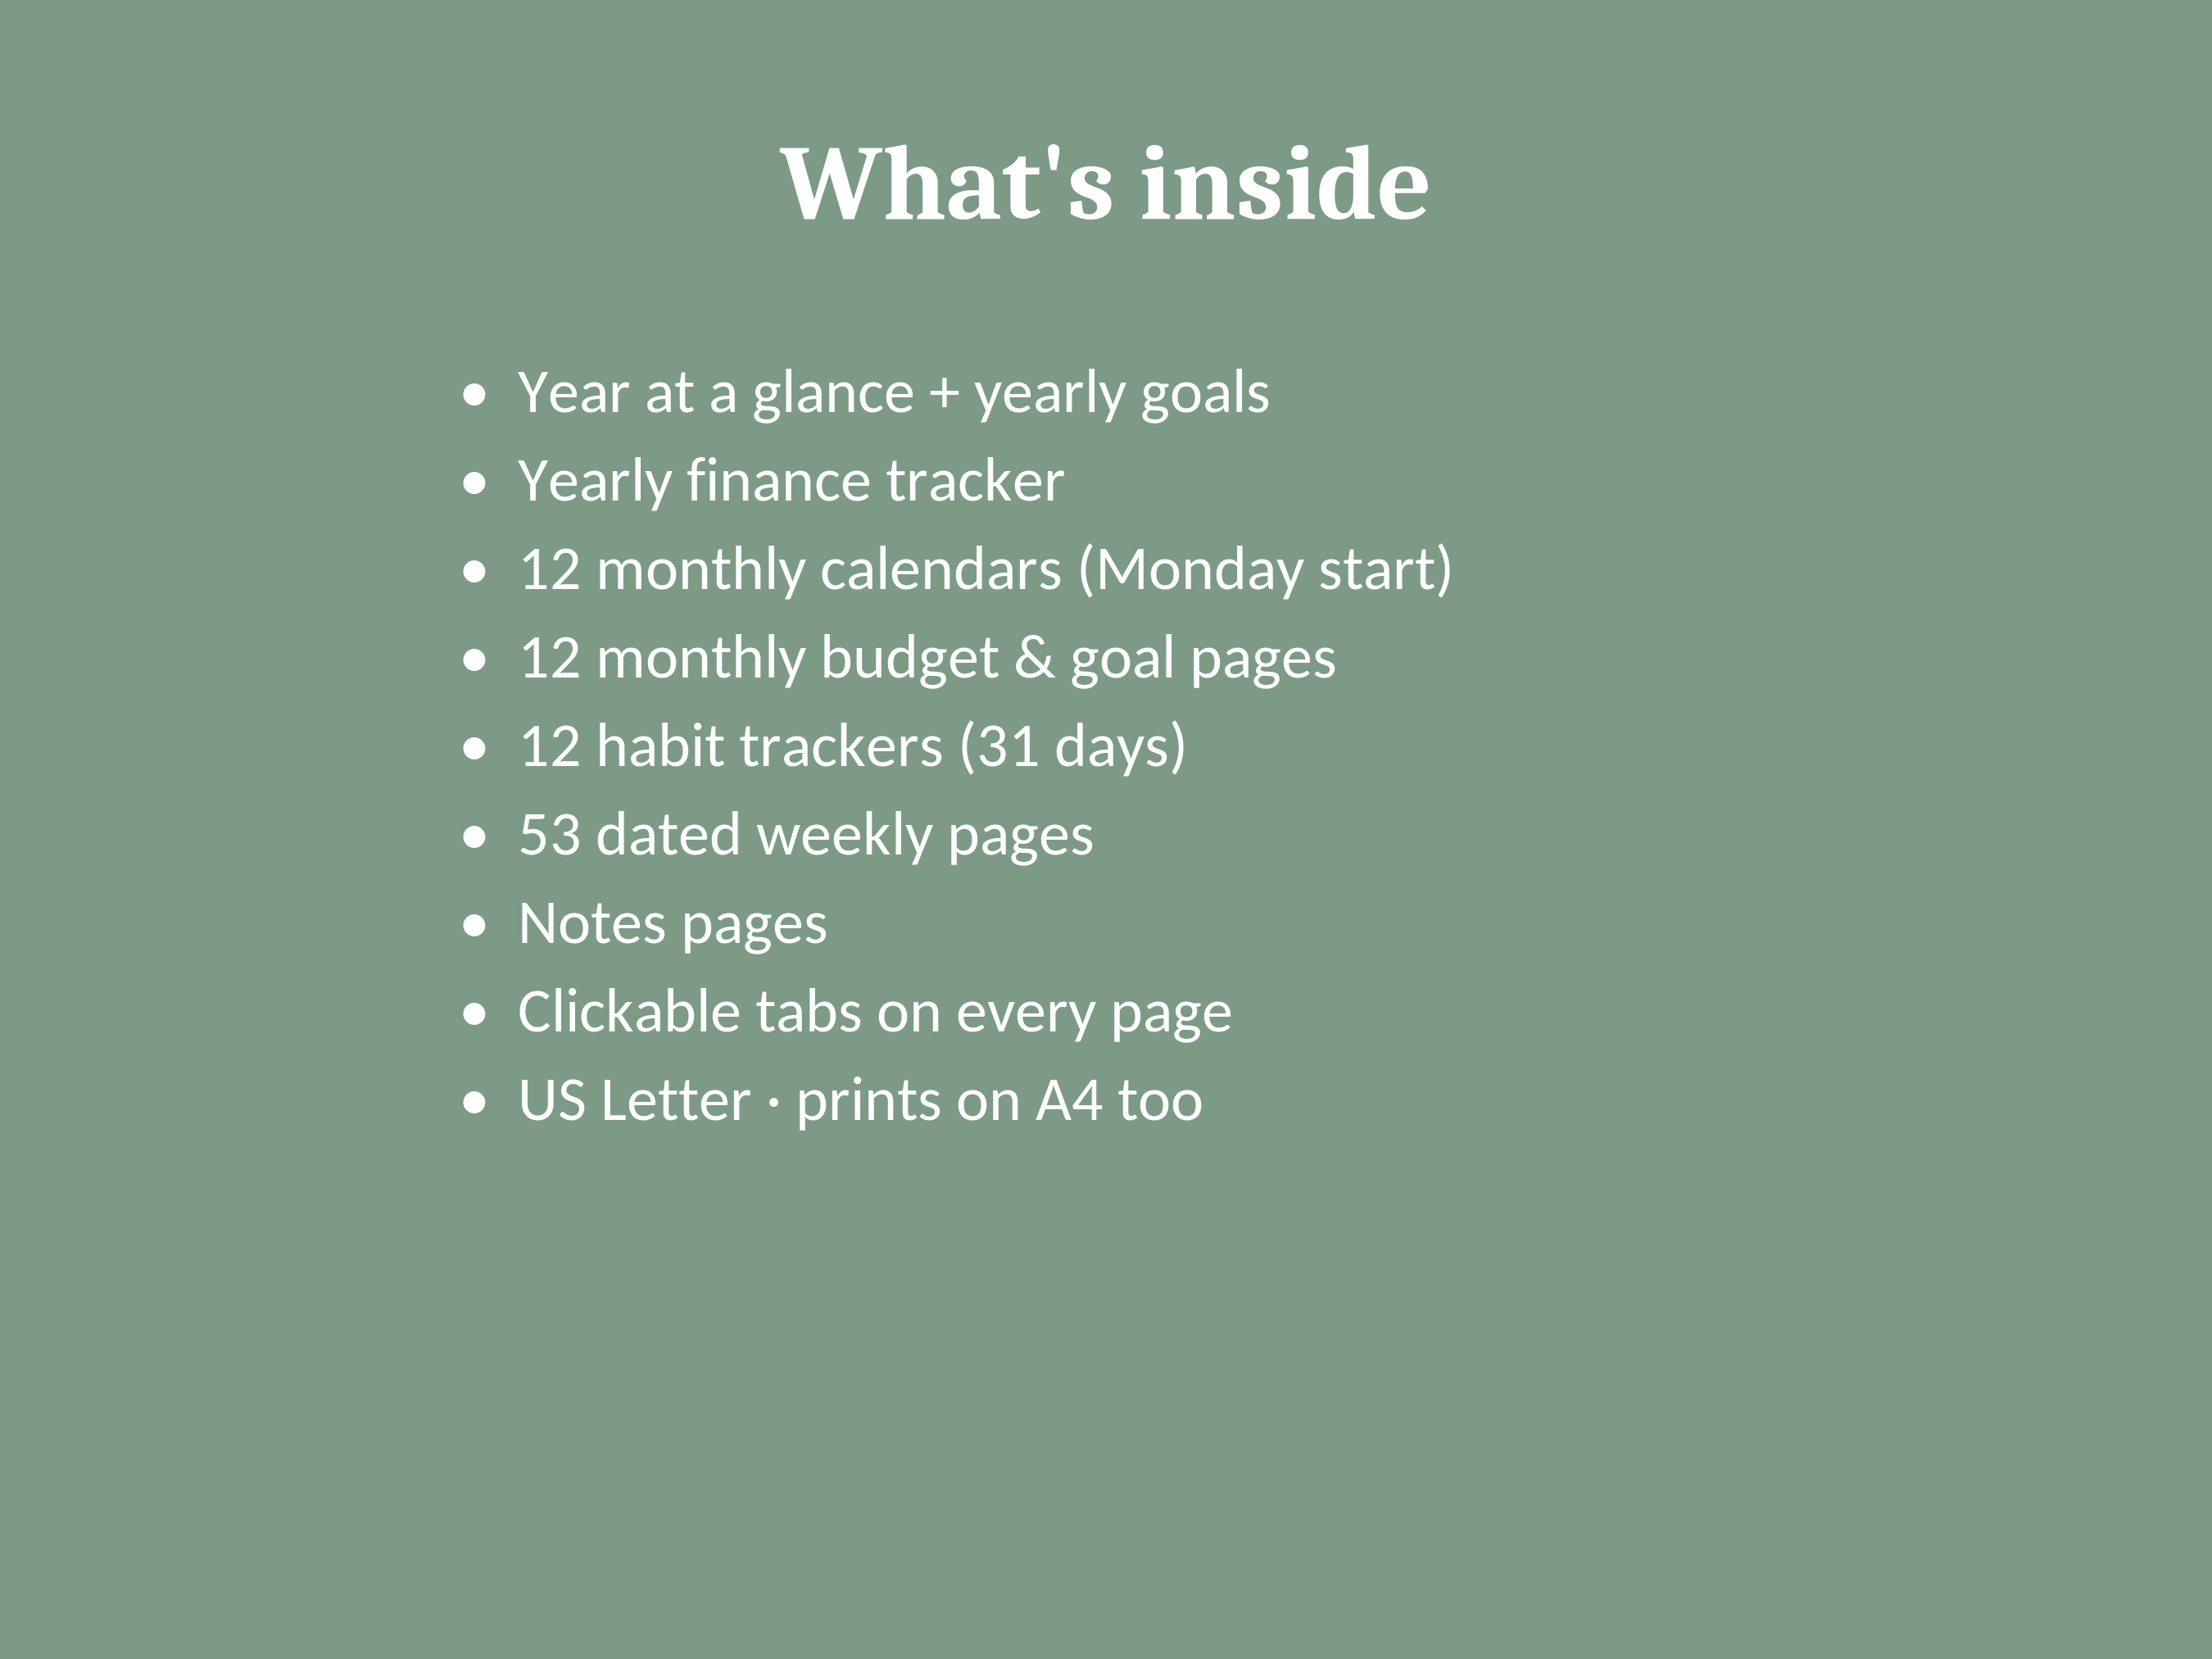 What's inside
• Year at a glance + yearly goals
• Yearly finance tracker
• 12 monthly calendars (Monday start)
• 12 monthly budget & goal pages
• 12 habit trackers (31 days)
• 53 dated weekly pages
• Notes pages
• Clickable tabs on every page
• US Letter · prints on A4 too